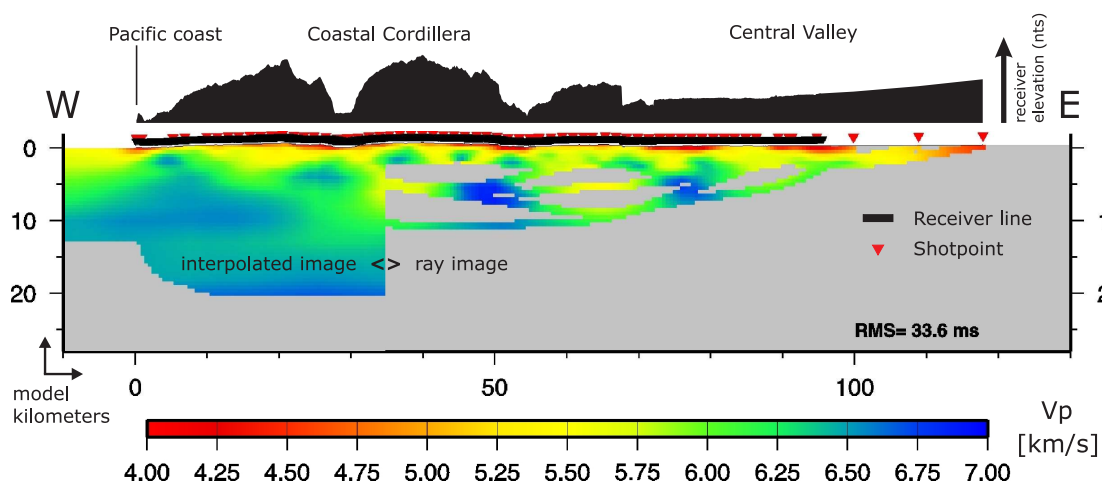 Pacific coast
Coastal Cordillera
Central Valley
receiver
elevation (nts)
W
E
0
10
20
Receiver line
Shotpoint
interpolated image <> ray image
RMS= 33.6 ms
model
kilometers
0 50 100
Vp
[km/s]
4.00 4.25 4.50 4.75 5.00 5.25 5.50 5.75 6.00 6.25 6.50 6.75 7.00